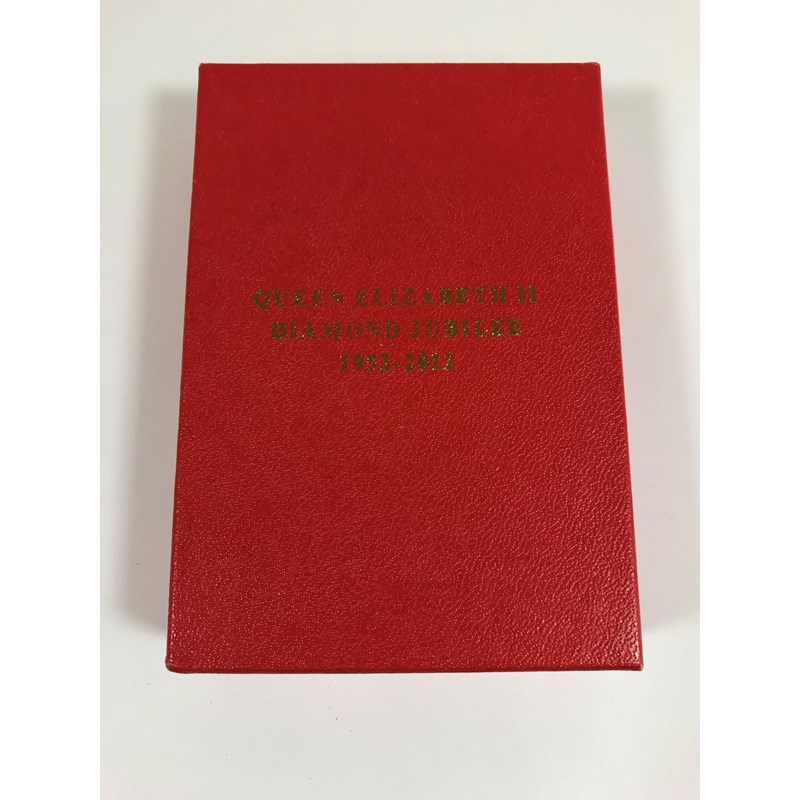 QUEEN ELIZABETH II
DIAMOND JUBILEE
1952-2012